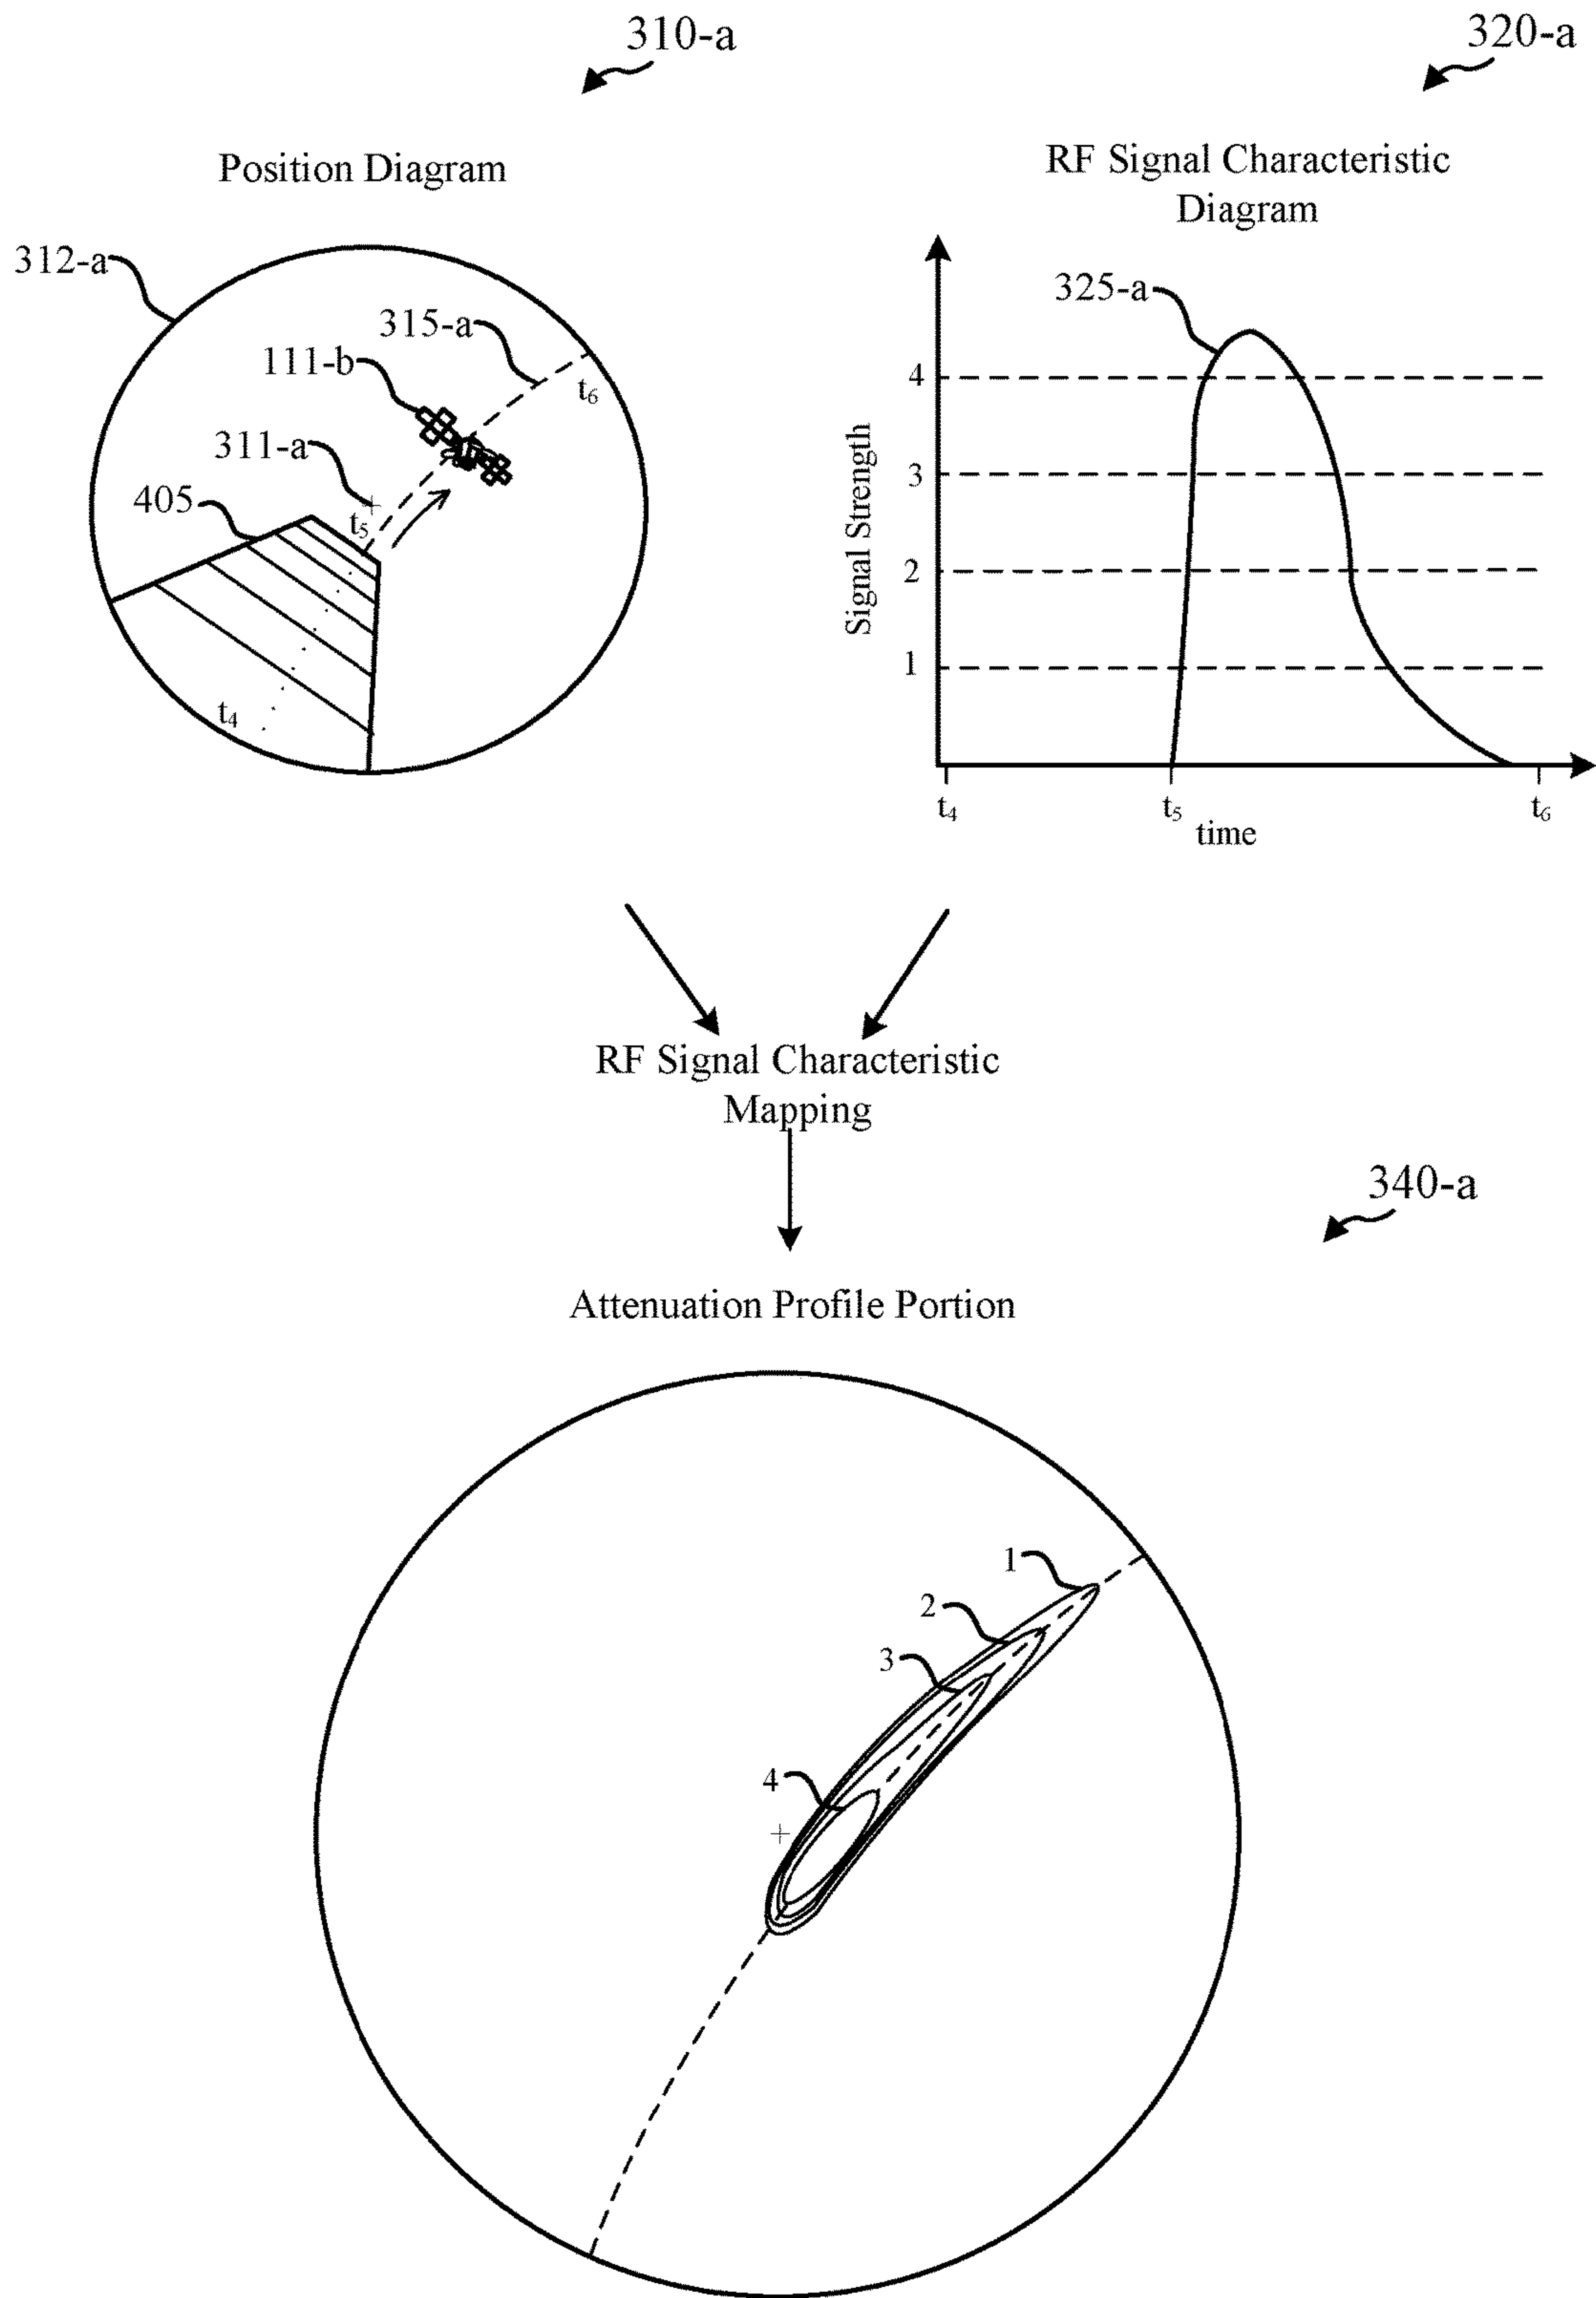 310-a
320-a
Position Diagram
RF Signal Characteristic
Diagram
312-a
315-a
111-b
311-a
405
t5
t6
t4
325-a
Signal Strength
4
3
2
1
t4
t5
t6
time
RF Signal Characteristic
Mapping
340-a
Attenuation Profile Portion
1
2
3
4